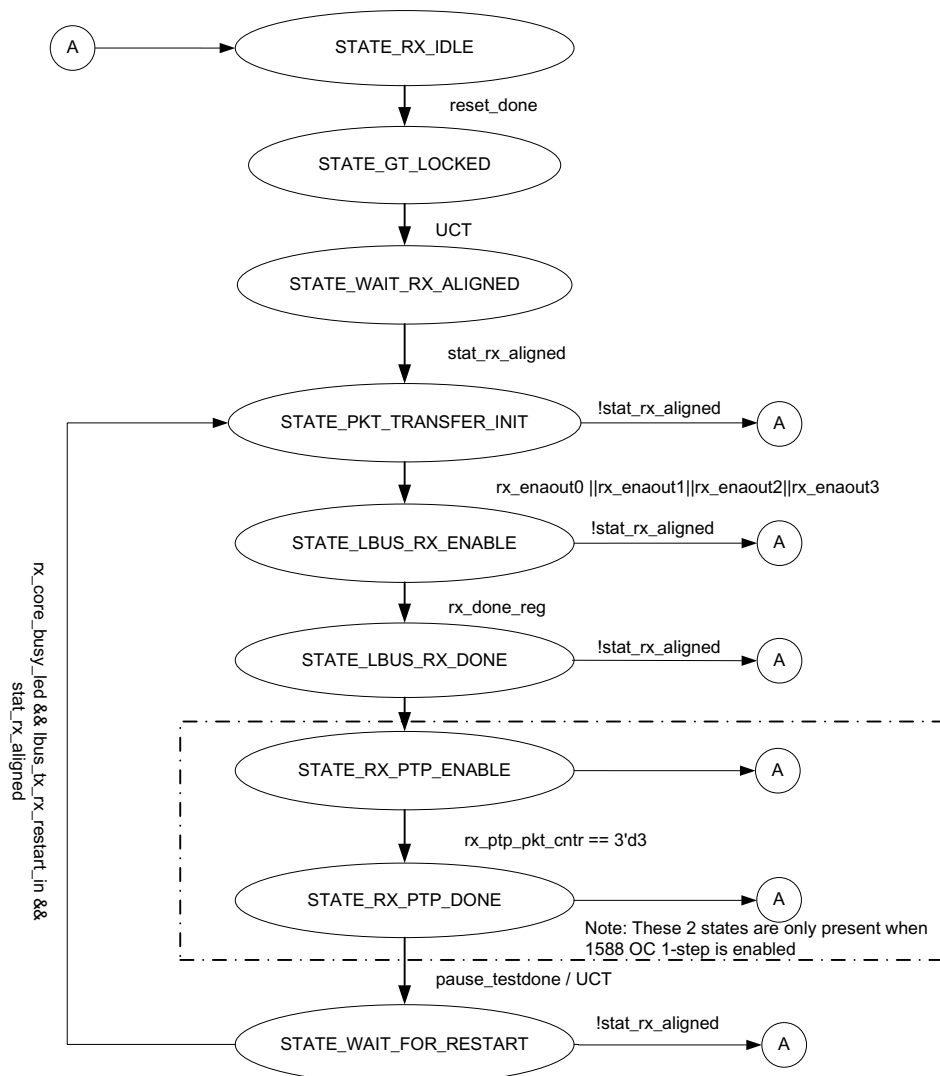 A
STATE_RX_IDLE
reset_done
STATE_GT_LOCKED
UCT
STATE_WAIT_RX_ALIGNED
stat_rx_aligned
STATE_PKT_TRANSFER_INIT
!stat_rx_aligned
A
rx_enaout0 ||rx_enaout1||rx_enaout2||rx_enaout3
STATE_LBUS_RX_ENABLE
!stat_rx_aligned
A
rx_done_reg
STATE_LBUS_RX_DONE
!stat_rx_aligned
A
rx_core_busy_led && lbus_tx_rx_restart_in &&
stat_rx_aligned
STATE_RX_PTP_ENABLE
A
rx_ptp_pkt_cntr == 3'd3
STATE_RX_PTP_DONE
A
Note: These 2 states are only present when
1588 OC 1-step is enabled
pause_testdone / UCT
STATE_WAIT_FOR_RESTART
!stat_rx_aligned
A